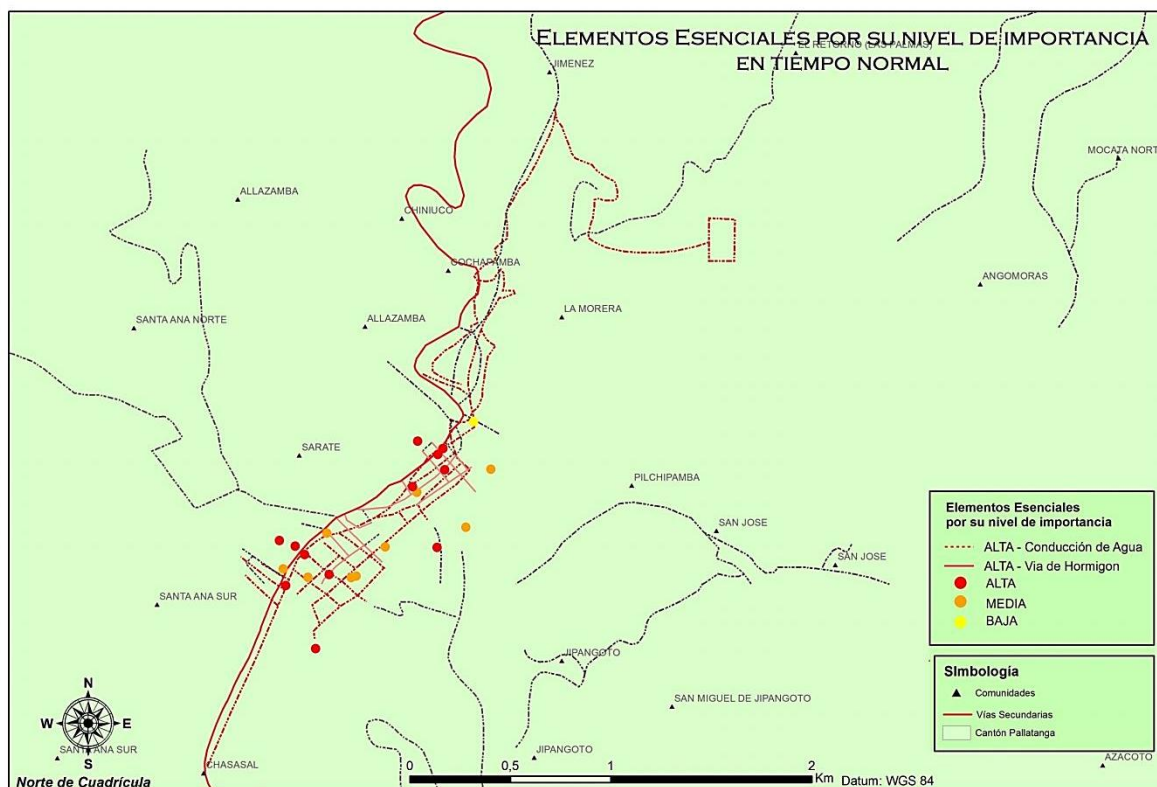 ELEMENTOS ESENCIALES POR SU NIVEL DE IMPORTANCIA
EN TIEMPO NORMAL
EL RETORNO (LAS PALMAS)
JIMENEZ
MOCATA NORT
ALLAZAMBA
CHINIUCO
COCHAPAMBA
ANGOMORAS
LA MORERA
SANTA ANA NORTE
ALLAZAMBA
SARATE
PILCHIPAMBA
SAN JOSE
SAN JOSE
SANTA ANA SUR
JIPANGOTO
SAN MIGUEL DE JIPANGOTO
JIPANGOTO
SANTA ANA SUR
CHASASAL
AZACOTO
Elementos Esenciales
por su nivel de importancia
ALTA - Conducción de Agua
ALTA - Via de Hormigon
ALTA
MEDIA
BAJA
SImbología
Comunidades
Vías Secundarias
Cantón Pallatanga
N
W E
S
Norte de Cuadrícula
0 0,5 1 2
Km
Datum: WGS 84